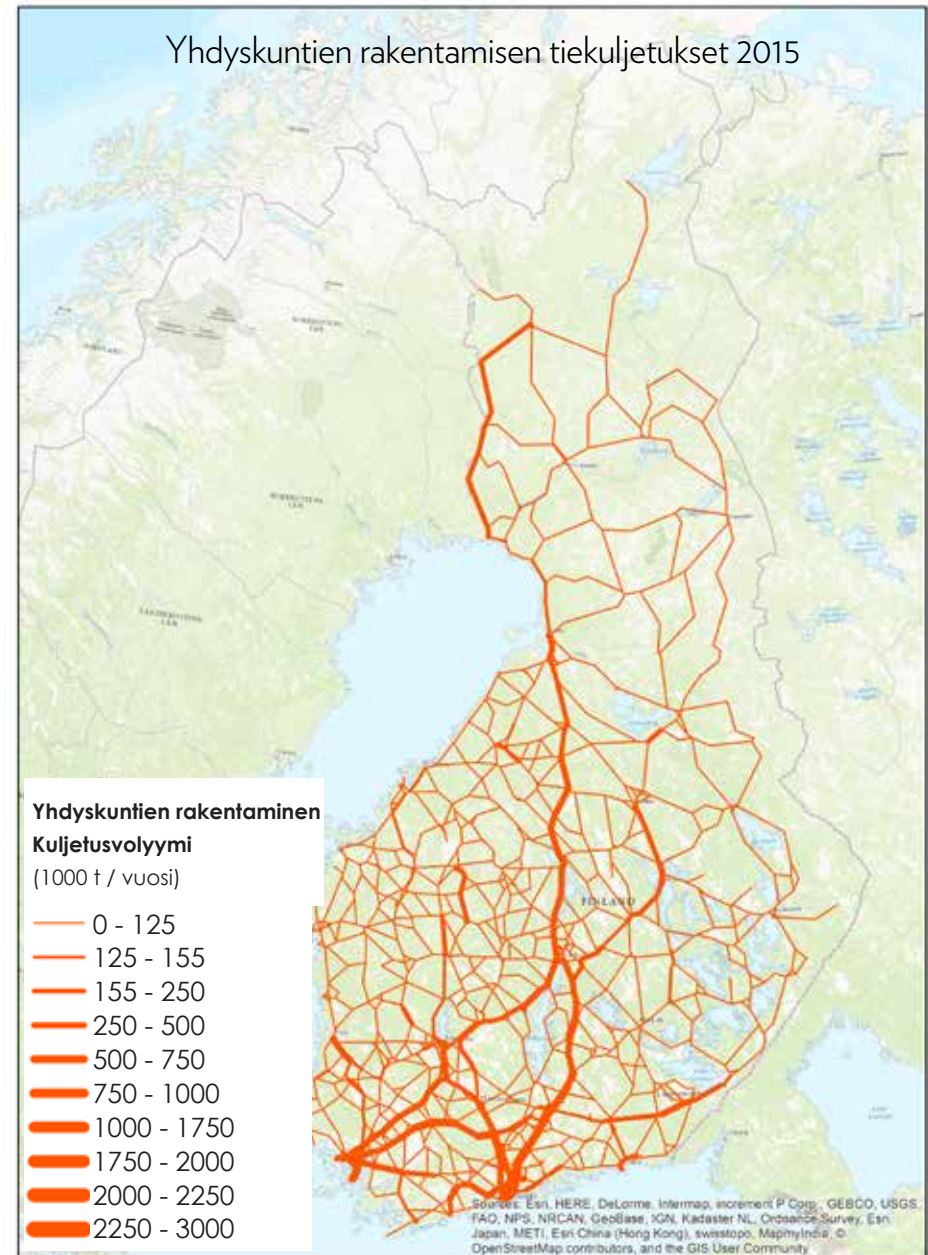 Yhdyskuntien rakentamisen tiekuljetukset 2015
FINLAND
Yhdyskuntien rakentaminen
Kuljetusvolyymi
(1000 t / vuosi)
0 - 125
125 - 155
155 - 250
250 - 500
500 - 750
750 - 1000
1000 - 1750
1750 - 2000
2000 - 2250
2250 - 3000
Sources: Esri, HERE, DeLorme, Intermap, increment P Corp., GEBCO, USGS,
FAO, NPS, NRCAN, GeoBase, IGN, Kadaster NL, Ordnance Survey, Esri
Japan, METI, Esri China (Hong Kong), swisstopo, MapmyIndia, ©
OpenStreetMap contributors, and the GIS User Community